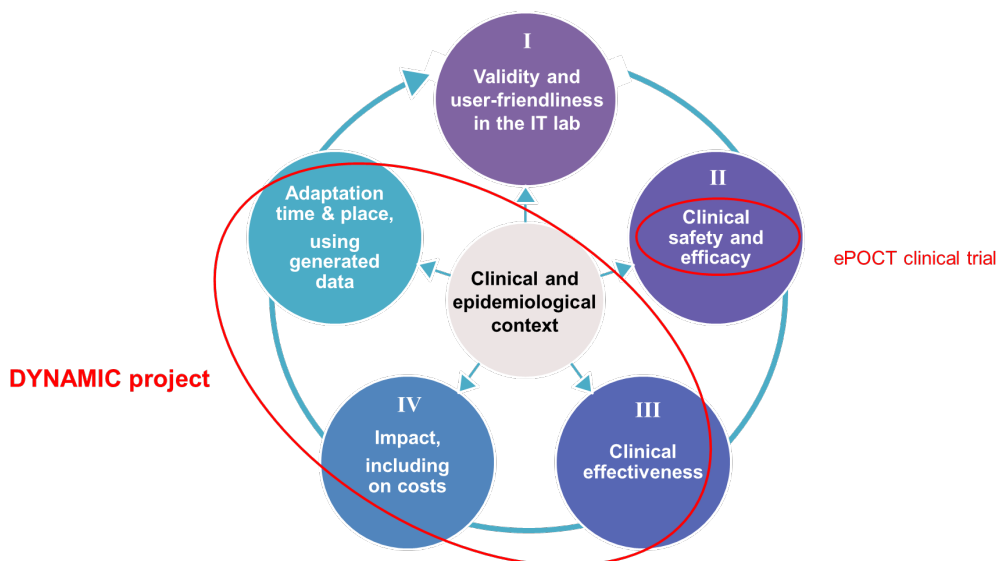 I
Validity and
user-friendliness
in the IT lab
II
Clinical
safety and
efficacy
ePOCT clinical trial
III
Clinical
effectiveness
IV
Impact,
including
on costs
Adaptation
time & place,
using
generated
data
Clinical and
epidemiological
context
DYNAMIC project